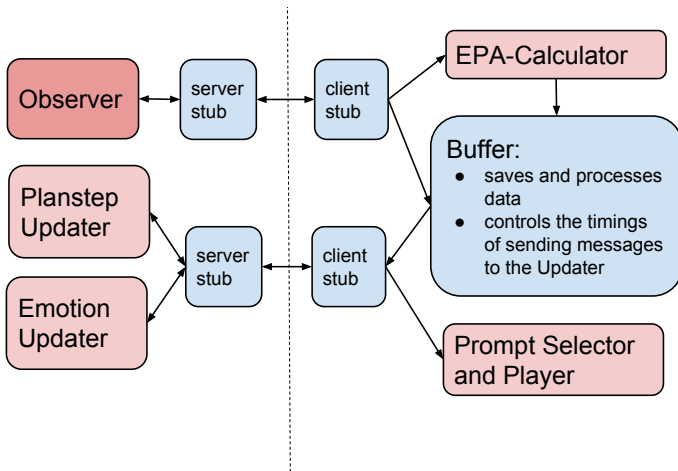 Observer
server
stub
client
stub
EPA-Calculator
Buffer:
● saves and processes
data
● controls the timings
of sending messages
to the Updater
Planstep
Updater
Emotion
Updater
server
stub
client
stub
Prompt Selector
and Player